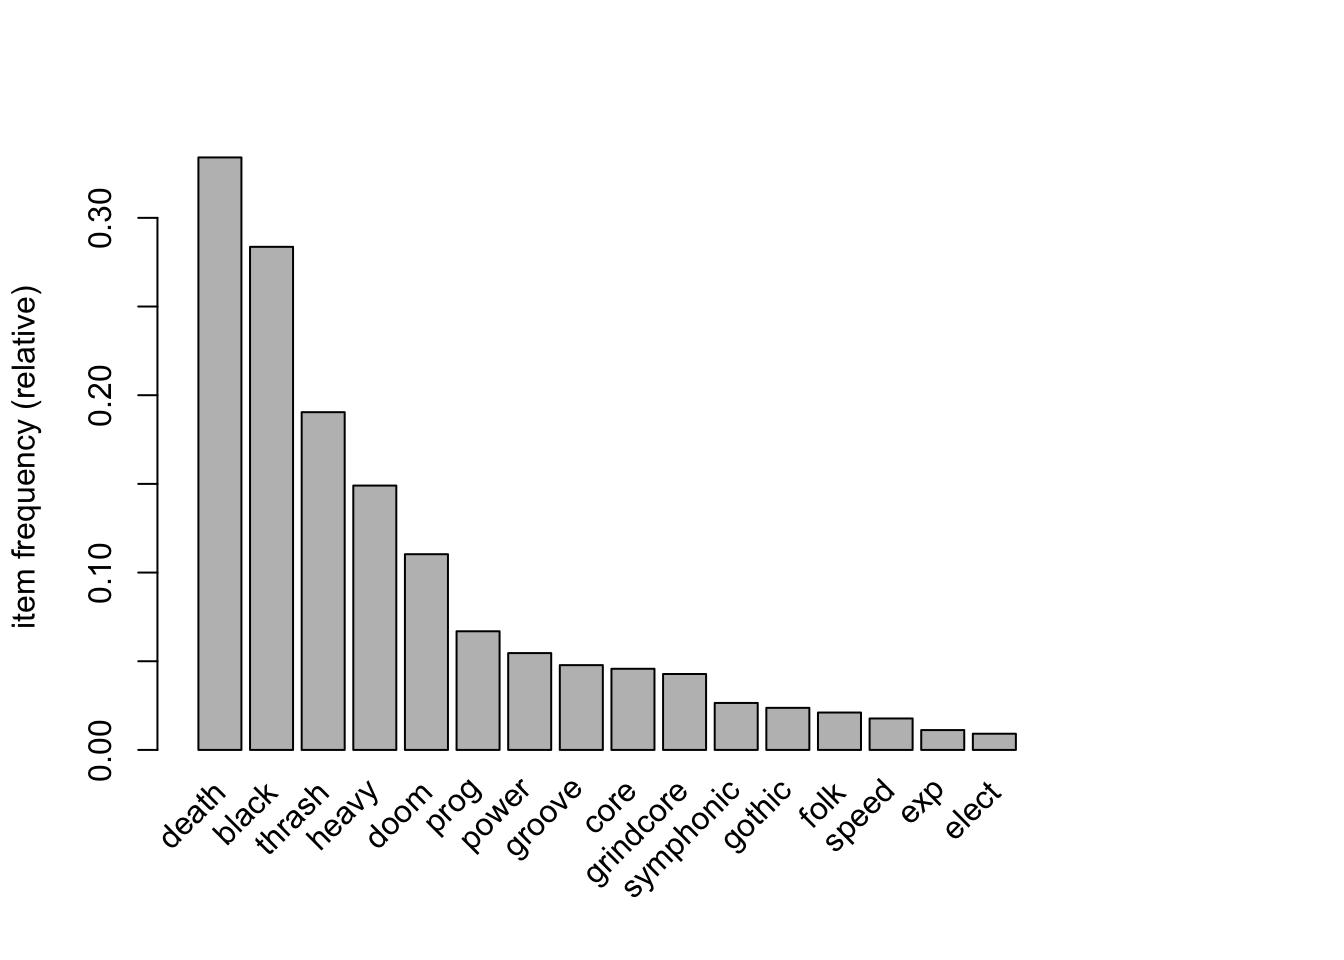 item frequency (relative)
0.30
0.20
0.10
0.00
death
black
thrash
heavy
doom
prog
power
groove
core
grindcore
symphonic
gothic
folk
speed
exp
elect